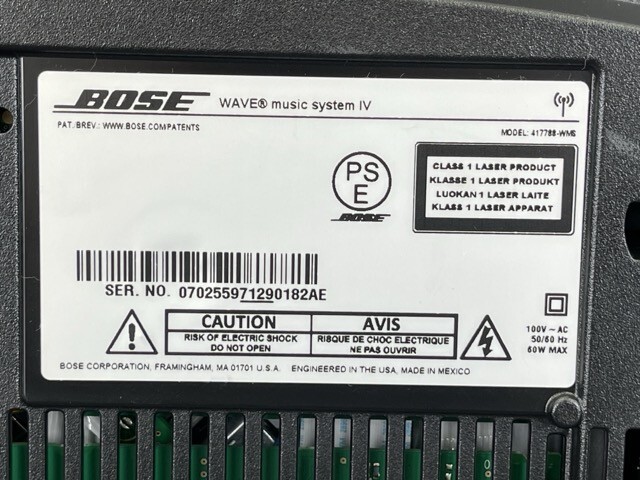 BOSE WAVE® music system IV
PAT./BREV.: WWW.BOSE.COM/PATENTS
MODEL: 417788-WMS
PS
E
BOSE
CLASS 1 LASER PRODUCT
KLASSE 1 LASER PRODUKT
LUOKAN 1 LASER LAITE
KLASS 1 LASER APPARAT
SER. NO. 070255971290182AE
CAUTION
RISK OF ELECTRIC SHOCK
DO NOT OPEN
AVIS
RISQUE DE CHOC ELECTRIQUE
NE PAS OUVRIR
100V ~ AC
50/60 Hz
60W MAX
BOSE CORPORATION, FRAMINGHAM, MA 01701 U.S.A. ENGINEERED IN THE USA, MADE IN MEXICO